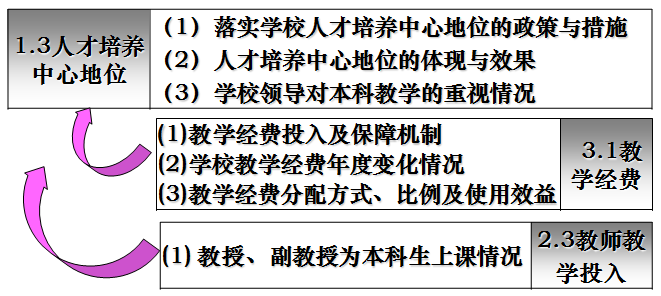 1.3人才培养
中心地位
（1）落实学校人才培养中心地位的政策与措施
（2）人才培养中心地位的体现与效果
（3）学校领导对本科教学的重视情况
(1)教学经费投入及保障机制
(2)学校教学经费年度变化情况
(3)教学经费分配方式、比例及使用效益
3.1教
学经费
(1) 教授、副教授为本科生上课情况
2.3教师教
学投入